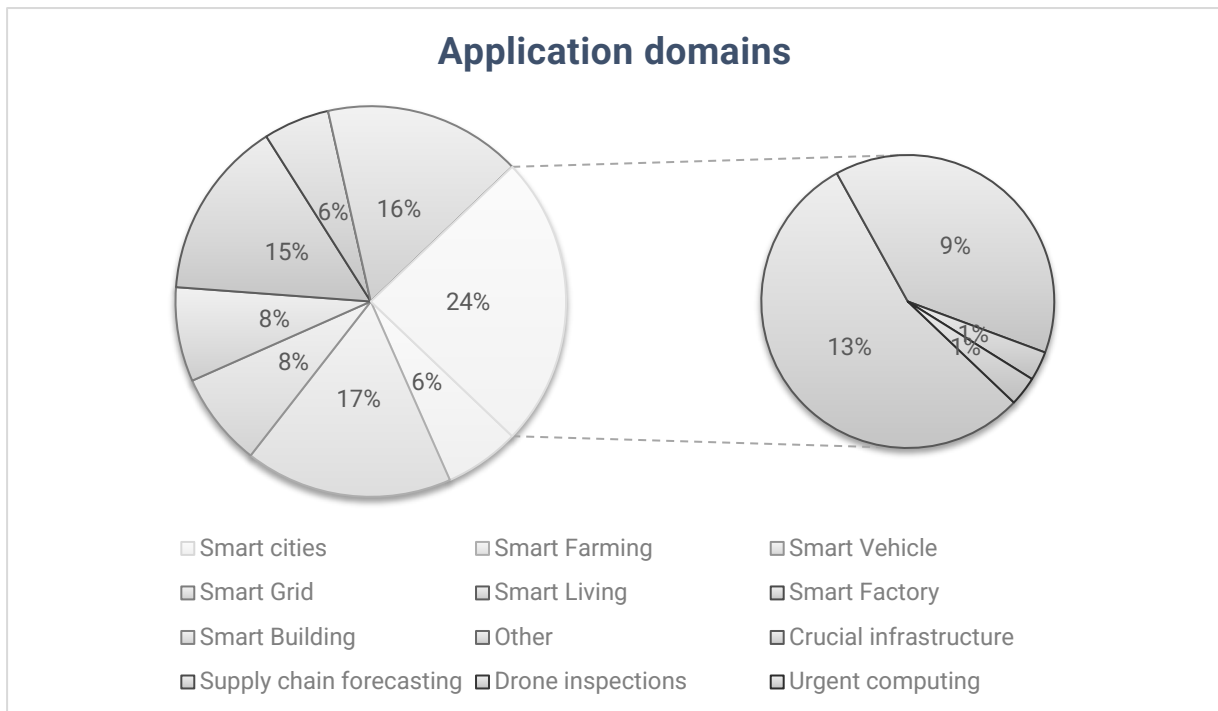 Application domains
6%
16%
15%
24%
9%
8%
1%
13%
1%
8%
6%
17%
Smart cities
Smart Farming
Smart Vehicle
Smart Grid
Smart Living
Smart Factory
Smart Building
Other
Crucial infrastructure
Supply chain forecasting
Drone inspections
Urgent computing